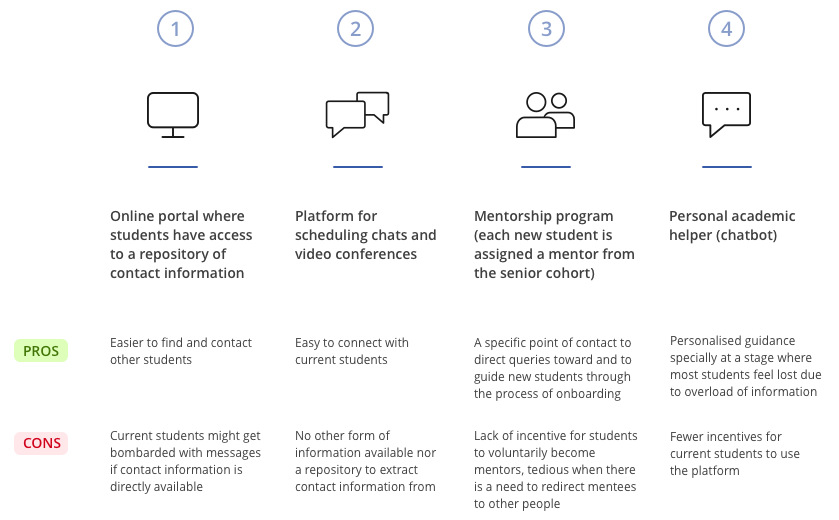 1
2
3
4
Online portal where
students have access
to a repository of
contact information
Platform for
scheduling chats and
video conferences
Mentorship program
(each new student is
assigned a mentor from
the senior cohort)
Personal academic
helper (chatbot)
PROS
Easier to find and contact
other students
Easy to connect with
current students
A specific point of contact to
direct queries toward and to
guide new students through
the process of onboarding
Personalised guidance
specially at a stage where
most students feel lost due
to overload of information
CONS
Current students might get
bombarded with messages
if contact information is
directly available
No other form of
information available nor
a repository to extract
contact information from
Lack of incentive for students
to voluntarily become
mentors, tedious when there
is a need to redirect mentees
to other people
Fewer incentives for
current students to use
the platform